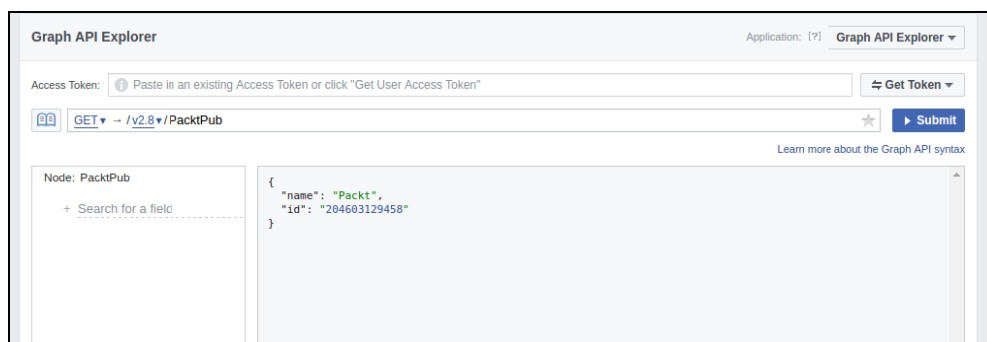 Graph API Explorer Application: [?] Graph API Explorer
Access Token: Paste in an existing Access Token or click "Get User Access Token" Get Token
GET → /v2.8/PacktPub Submit
Learn more about the Graph API syntax
Node: PacktPub
+ Search for a field
{
"name": "Packt",
"id": "204603129458"
}